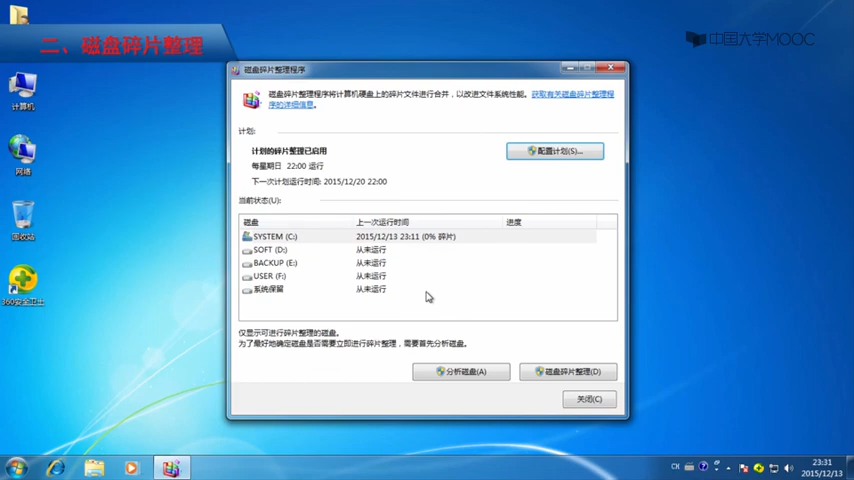 二、磁盘碎片整理
中国大学MOOC
计算机
网络
回收站
360安全卫士
磁盘碎片整理程序
磁盘碎片整理程序将计算机硬盘上的碎片文件进行合并，以改进文件系统性能。获取有关磁盘碎片整理程
序的详细信息。
计划:
计划的碎片整理已启用
配置计划(S)...
每星期日 22:00 运行
下一次计划运行时间: 2015/12/20 22:00
当前状态(U):
磁盘 上一次运行时间 进度
SYSTEM (C:) 2015/12/13 23:11 (0% 碎片)
SOFT (D:) 从未运行
BACKUP (E:) 从未运行
USER (F:) 从未运行
系统保留 从未运行
仅显示可进行碎片整理的磁盘。
为了最好地确定磁盘是否需要立即进行碎片整理，需要首先分析磁盘。
分析磁盘(A) 磁盘碎片整理(D)
关闭(C)
CH
23:31
2015/12/13